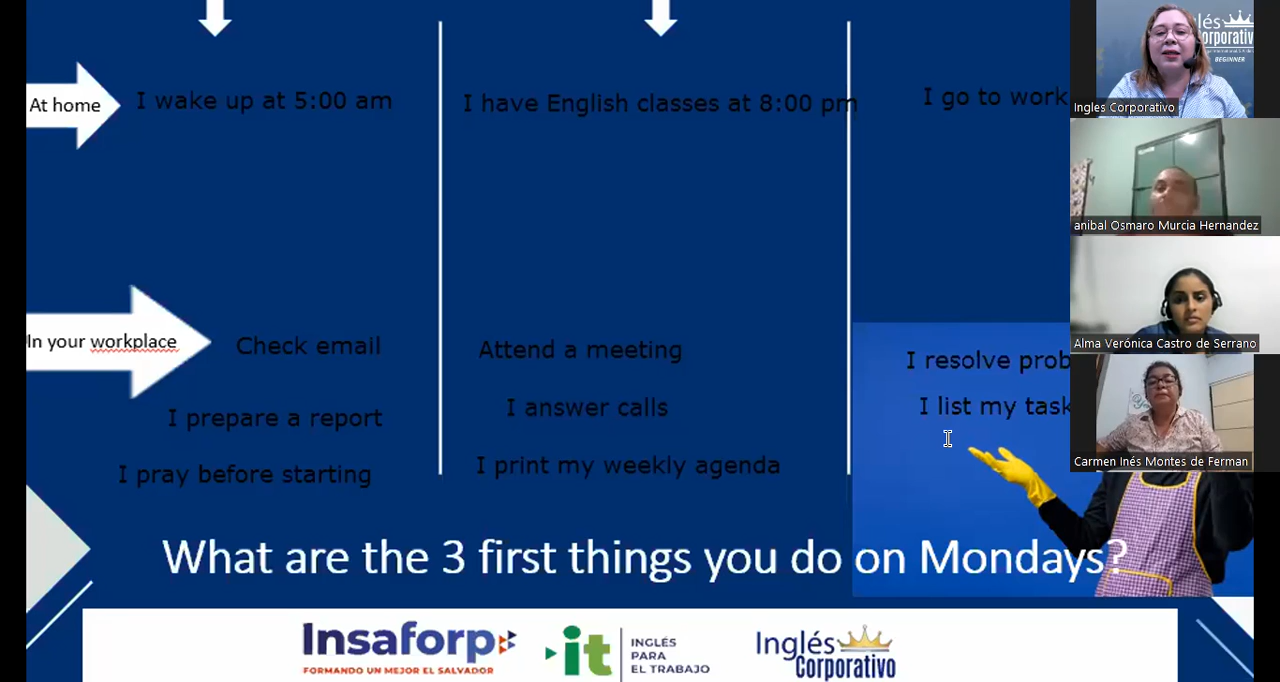 At home
I wake up at 5:00 am
I have English classes at 8:00 pm
I go to work
In your workplace
Check email
Attend a meeting
I resolve prob
I prepare a report
I answer calls
I list my task
I pray before starting
I print my weekly agenda
What are the 3 first things you do on Mondays?
Insaforp
FORMANDO UN MEJOR EL SALVADOR
it
INGLÉS
PARA
EL TRABAJO
Inglés
Corporativo
lés
orporativo
BEGINNER
Ingles Corporativo
anibal Osmaro Murcia Hernandez
Alma Verónica Castro de Serrano
Carmen Inés Montes de Ferman